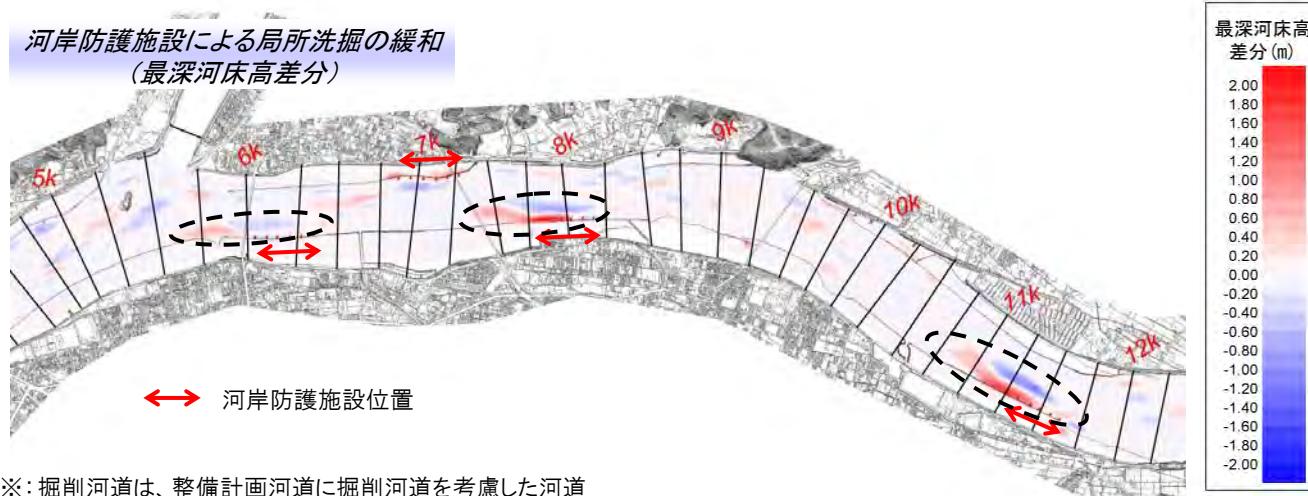 河岸防護施設による局所洗掘の緩和
(最深河床高差分)
最深河床高
差分(m)
2.00
1.80
1.60
1.40
1.20
1.00
0.80
0.60
0.40
0.20
0.00
-0.20
-0.40
-0.60
-0.80
-1.00
-1.20
-1.40
-1.60
-1.80
-2.00
5k
6k
7k
8k
9k
10k
11k
12k
河岸防護施設位置
※:掘削河道は、整備計画河道に掘削河道を考慮した河道